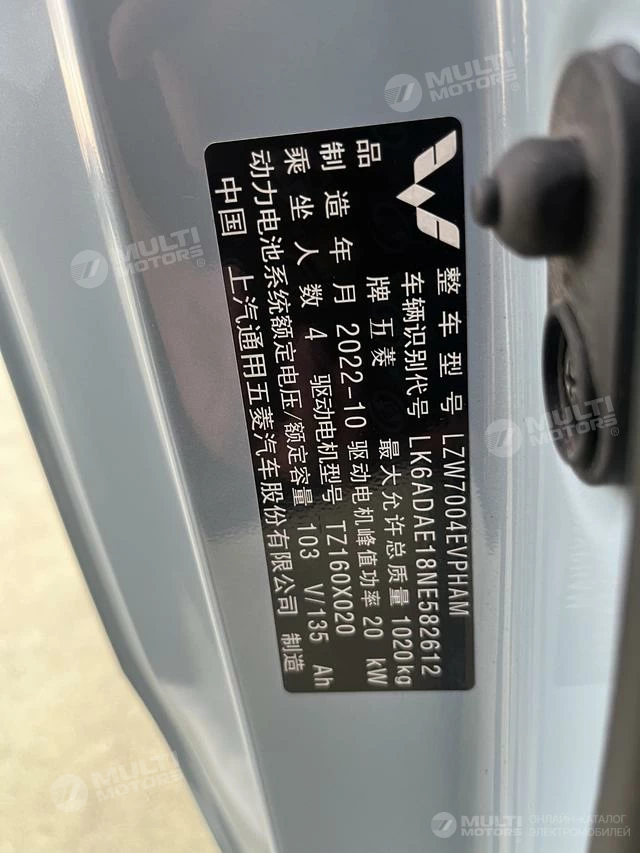 整车型号 LZW7004EVPHAM
车辆识别代号 LK6ADAE18NE582612
品 牌 五菱 最大允许总质量 1020kg
制造年月 2022-10 驱动电机峰值功率 20 kW
乘坐人数 4 驱动电机型号 TZ160X020
动力电池系统额定电压/额定容量 103 V/135 Ah
中国 上汽通用五菱汽车股份有限公司 制造
MULTI MOTORS®
MULTI MOTORS®
MULTI MOTORS®
MULTI MOTORS®
MULTI MOTORS®
MULTI MOTORS® ОНЛАЙН-КАТАЛОГ ЭЛЕКТРОМОБИЛЕЙ